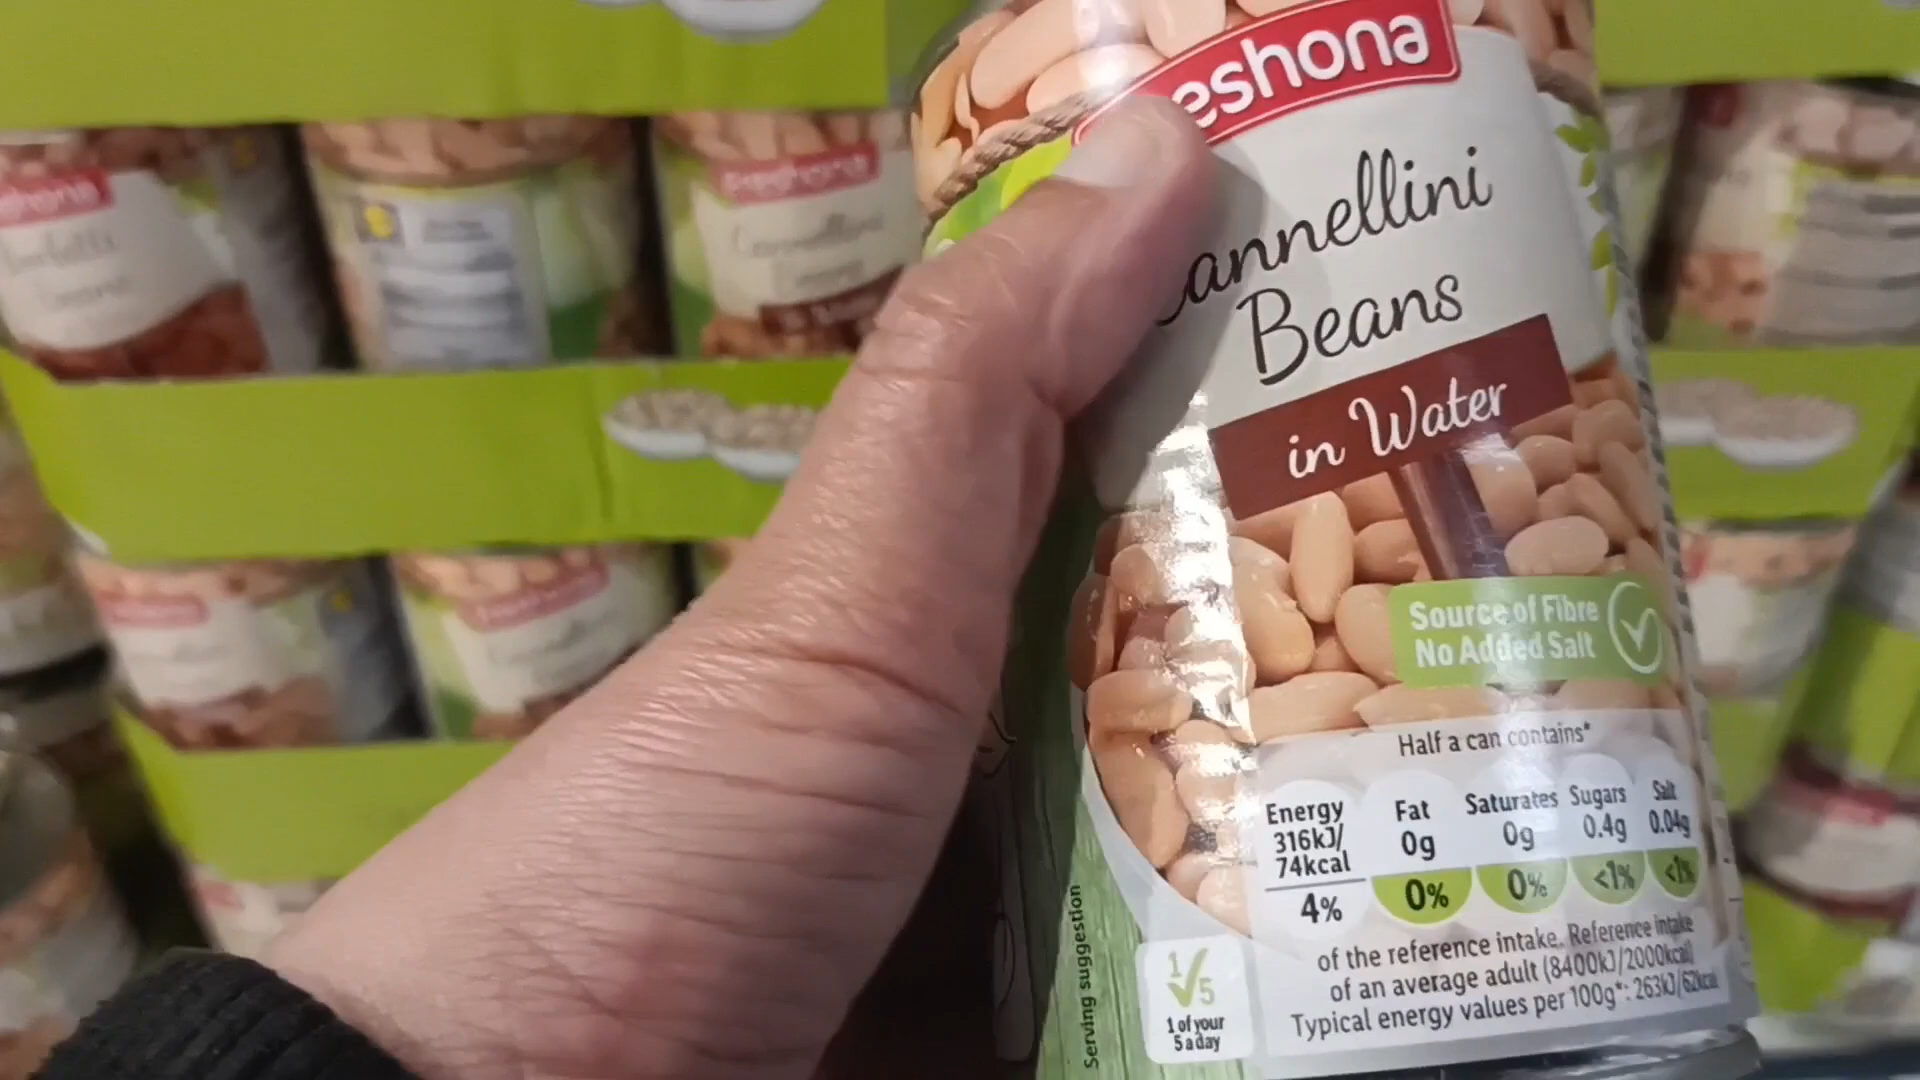 eshona
annellini
Beans
in Water
Source of Fibre
No Added Salt
Half a can contains*
Energy
316kJ/
74kcal
4%
Fat
0g
0%
Saturates
0g
0%
Sugars
0.4g
<1%
Salt
0.04g
<1%
of the reference intake. Reference intake
of an average adult (8400kJ/2000kcal)
Typical energy values per 100g*: 263kJ/62kcal
1/5
1 of your
5 a day
Serving suggestion
eshona
eshona
Cannellini